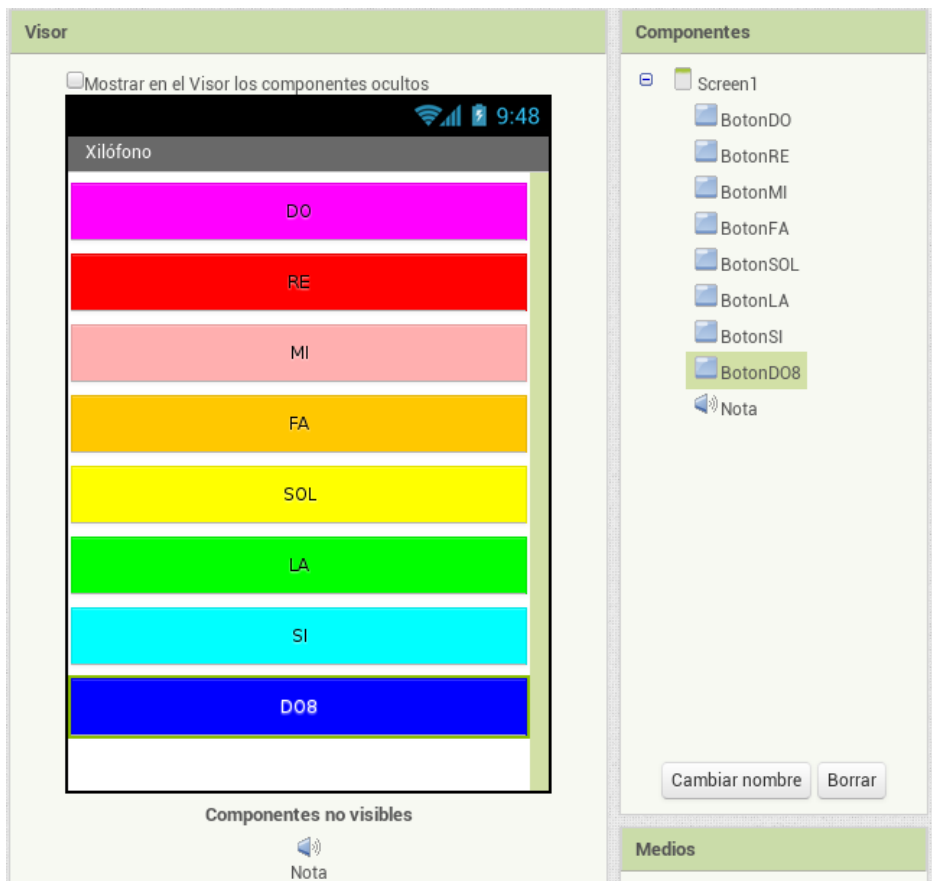 Visor
Mostrar en el Visor los componentes ocultos
9:48
Xilófono
DO
RE
MI
FA
SOL
LA
SI
DO8
Componentes no visibles
Nota
Componentes
Screen1
BotonDO
BotonRE
BotonMI
BotonFA
BotonSOL
BotonLA
BotonSI
BotonDO8
Nota
Cambiar nombre Borrar
Medios